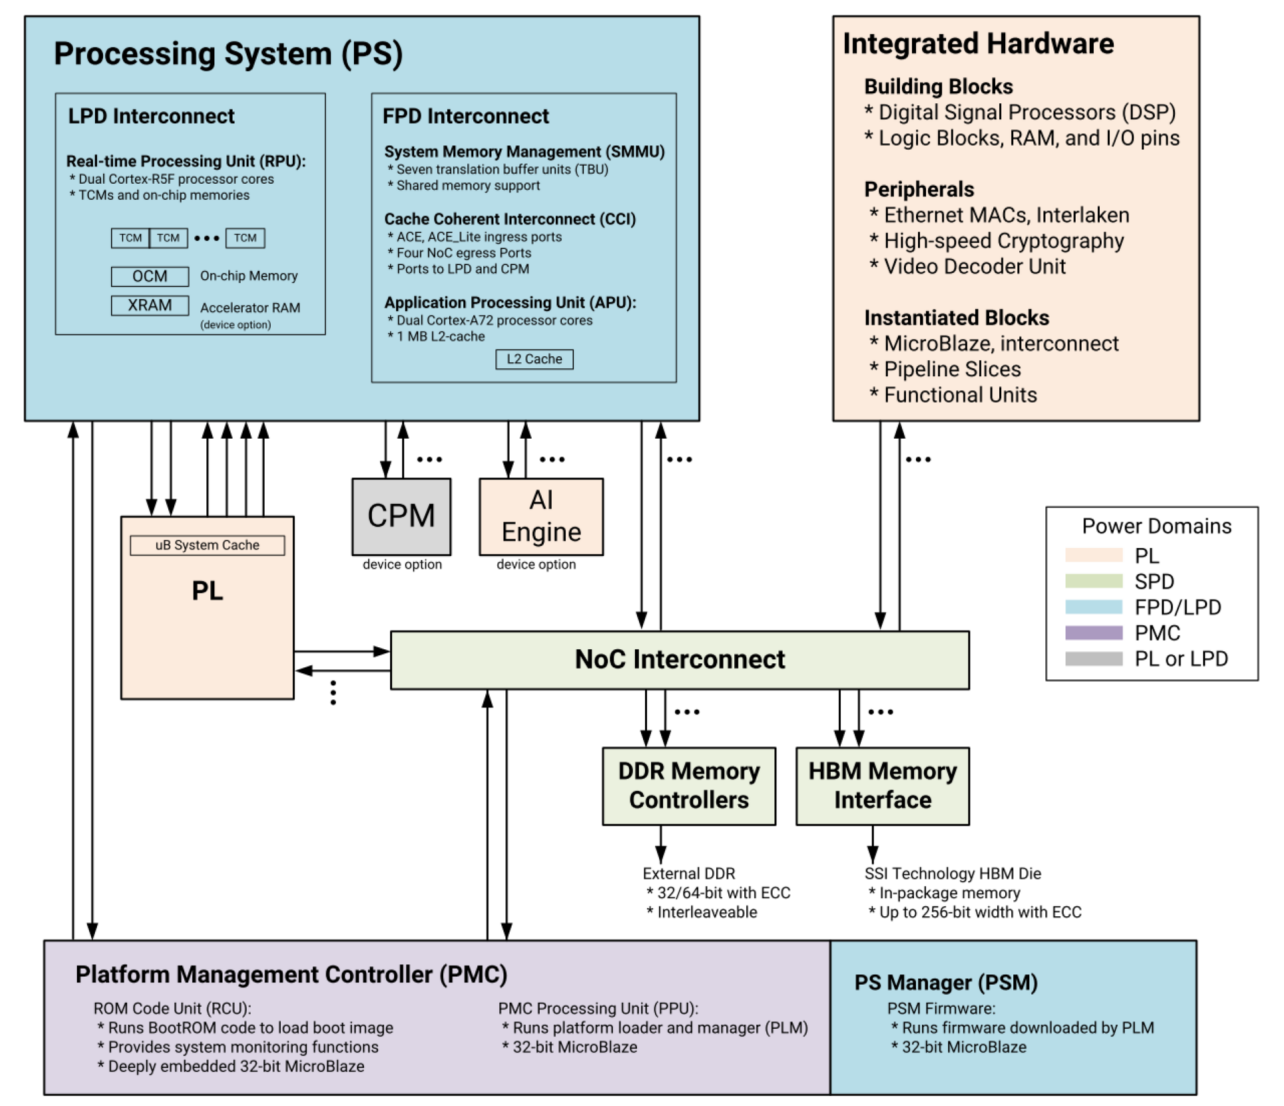 Processing System (PS)
LPD Interconnect
Real-time Processing Unit (RPU):
* Dual Cortex-R5F processor cores
* TCMs and on-chip memories
TCM TCM ••• TCM
OCM On-chip Memory
XRAM Accelerator RAM
(device option)
FPD Interconnect
System Memory Management (SMMU)
* Seven translation buffer units (TBU)
* Shared memory support
Cache Coherent Interconnect (CCI)
* ACE, ACE_Lite ingress ports
* Four NoC egress Ports
* Ports to LPD and CPM
Application Processing Unit (APU):
* Dual Cortex-A72 processor cores
* 1 MB L2-cache
L2 Cache
Integrated Hardware
Building Blocks
* Digital Signal Processors (DSP)
* Logic Blocks, RAM, and I/O pins
Peripherals
* Ethernet MACs, Interlaken
* High-speed Cryptography
* Video Decoder Unit
Instantiated Blocks
* MicroBlaze, interconnect
* Pipeline Slices
* Functional Units
uB System Cache
PL
CPM
device option
AI
Engine
device option
Power Domains
PL
SPD
FPD/LPD
PMC
PL or LPD
NoC Interconnect
DDR Memory
Controllers
HBM Memory
Interface
External DDR
* 32/64-bit with ECC
* Interleaveable
SSI Technology HBM Die
* In-package memory
* Up to 256-bit width with ECC
Platform Management Controller (PMC)
ROM Code Unit (RCU):
* Runs BootROM code to load boot image
* Provides system monitoring functions
* Deeply embedded 32-bit MicroBlaze
PMC Processing Unit (PPU):
* Runs platform loader and manager (PLM)
* 32-bit MicroBlaze
PS Manager (PSM)
PSM Firmware:
* Runs firmware downloaded by PLM
* 32-bit MicroBlaze